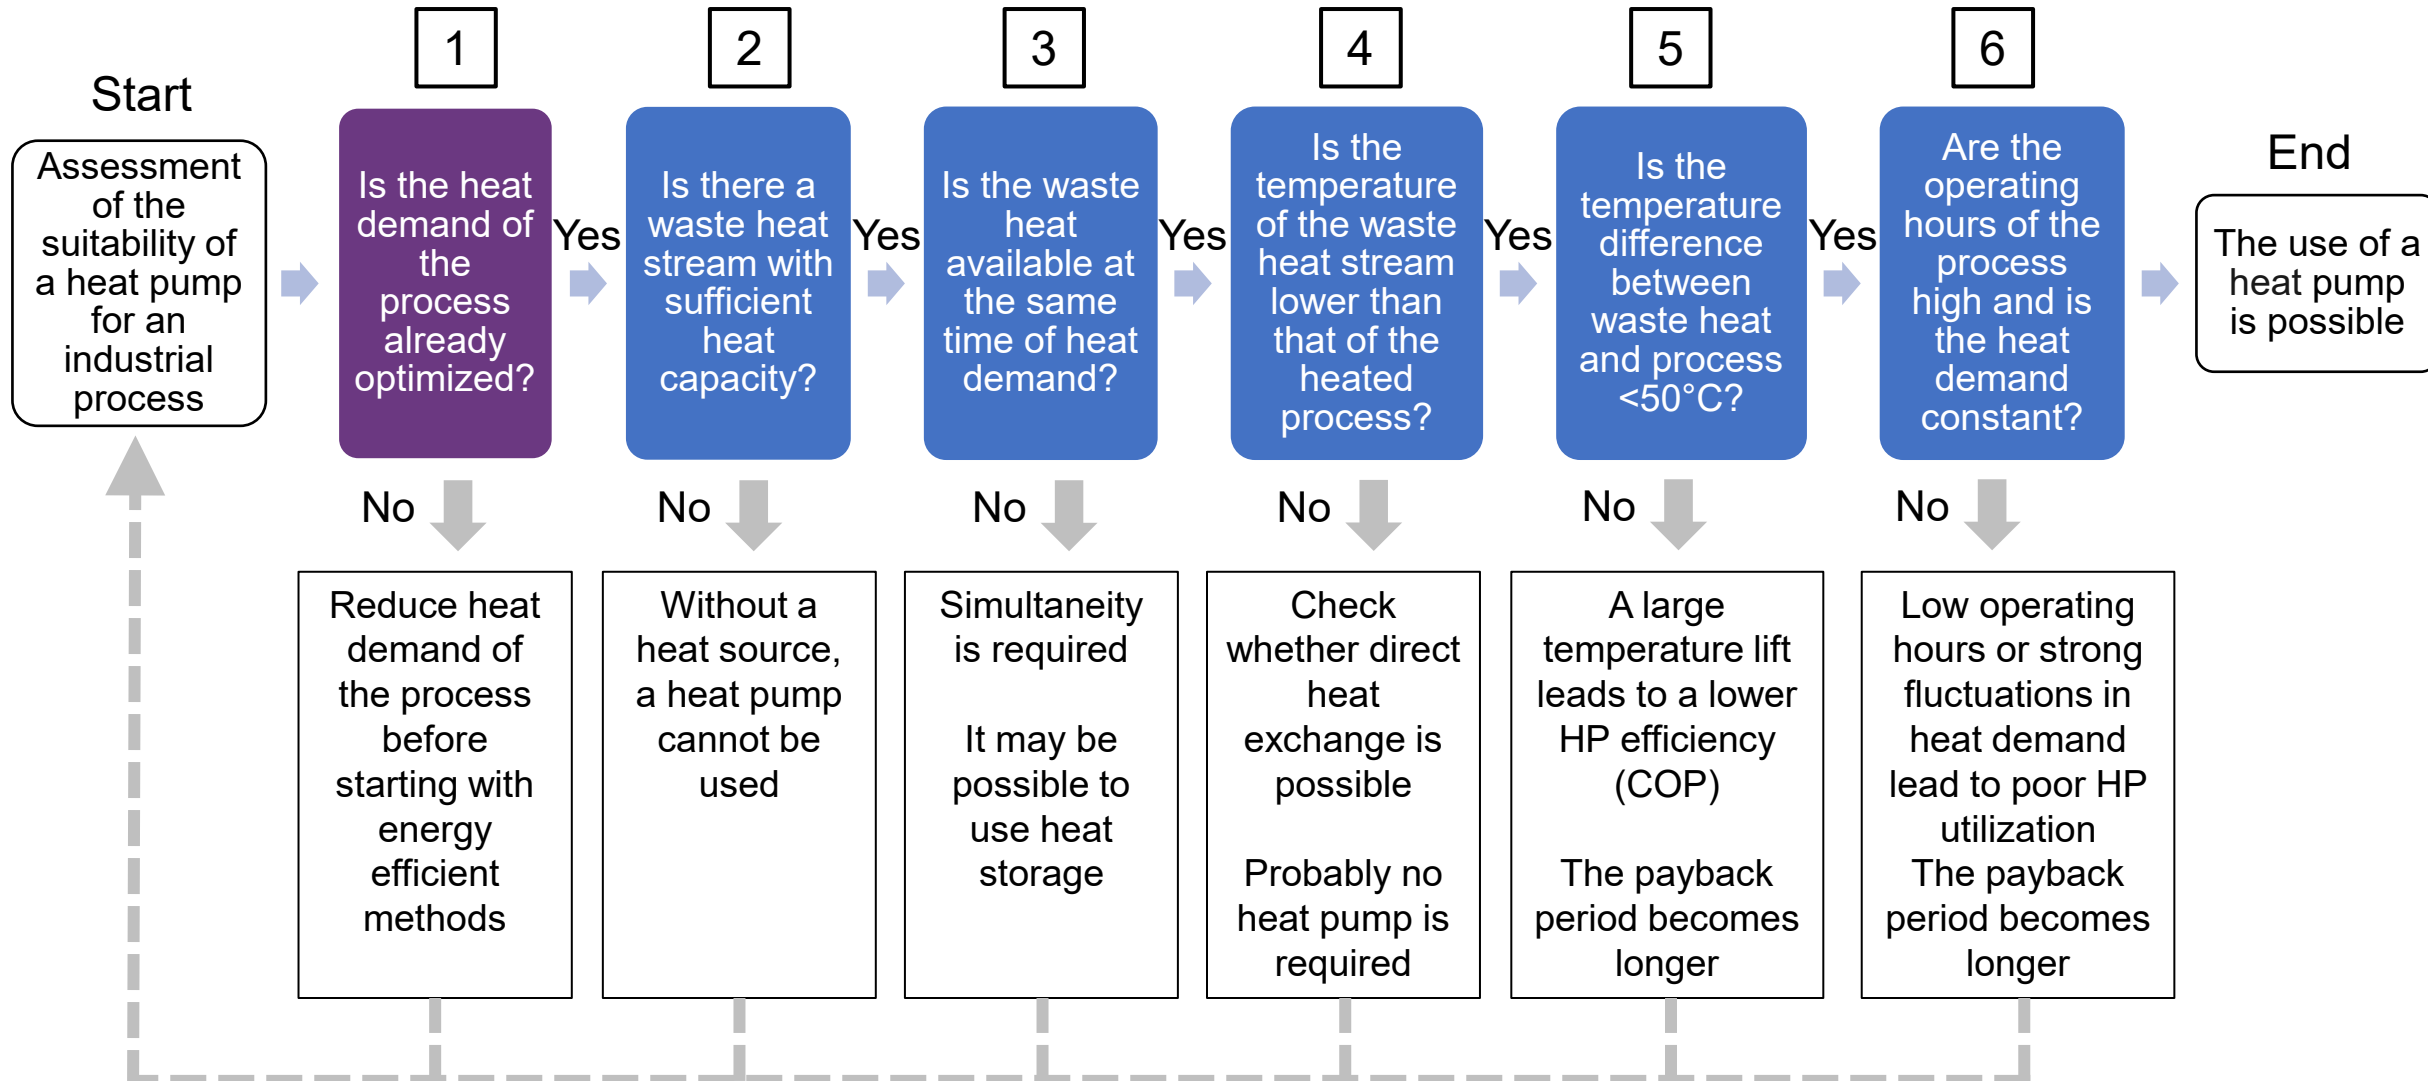 Start
Assessment
of the
suitability of
a heat pump
for an
industrial
process
1
Is the heat
demand of
the
process
already
optimized?
Yes
No
Reduce heat
demand of
the process
before
starting with
energy
efficient
methods
2
Is there a
waste heat
stream with
sufficient
heat
capacity?
Yes
No
Without a
heat source,
a heat pump
cannot be
used
3
Is the waste
heat
available at
the same
time of heat
demand?
Yes
No
Simultaneity
is required
It may be
possible to
use heat
storage
4
Is the
temperature
of the waste
heat stream
lower than
that of the
heated
process?
Yes
No
Check
whether direct
heat
exchange is
possible
Probably no
heat pump is
required
5
Is the
temperature
difference
between
waste heat
and process
<50°C?
Yes
No
A large
temperature lift
leads to a lower
HP efficiency
(COP)
The payback
period becomes
longer
6
Are the
operating
hours of the
process
high and is
the heat
demand
constant?
No
Low operating
hours or strong
fluctuations in
heat demand
lead to poor HP
utilization
The payback
period becomes
longer
End
The use of a
heat pump
is possible